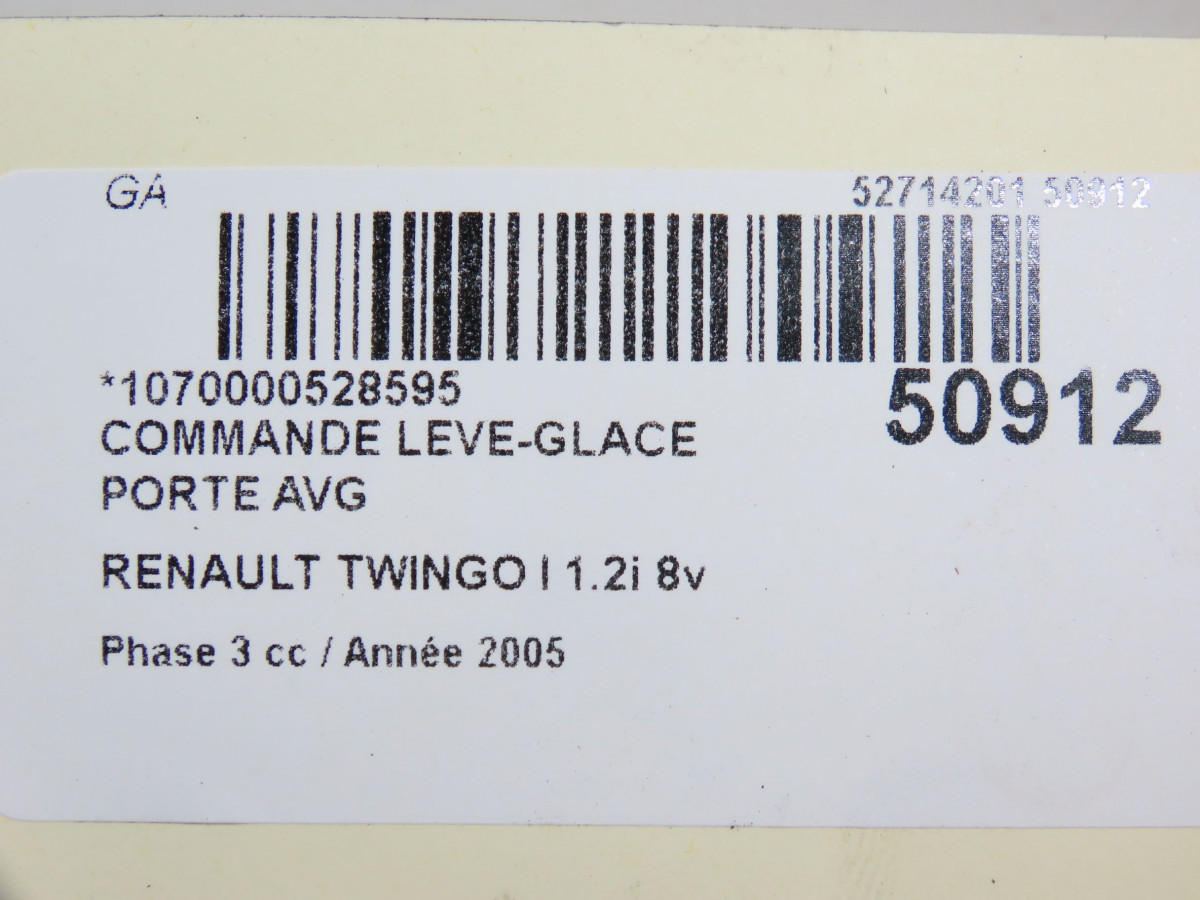 GA
52714201 50912
*1070000528595
50912
COMMANDE LEVE-GLACE
PORTE AVG
RENAULT TWINGO I 1.2i 8v
Phase 3 cc / Année 2005